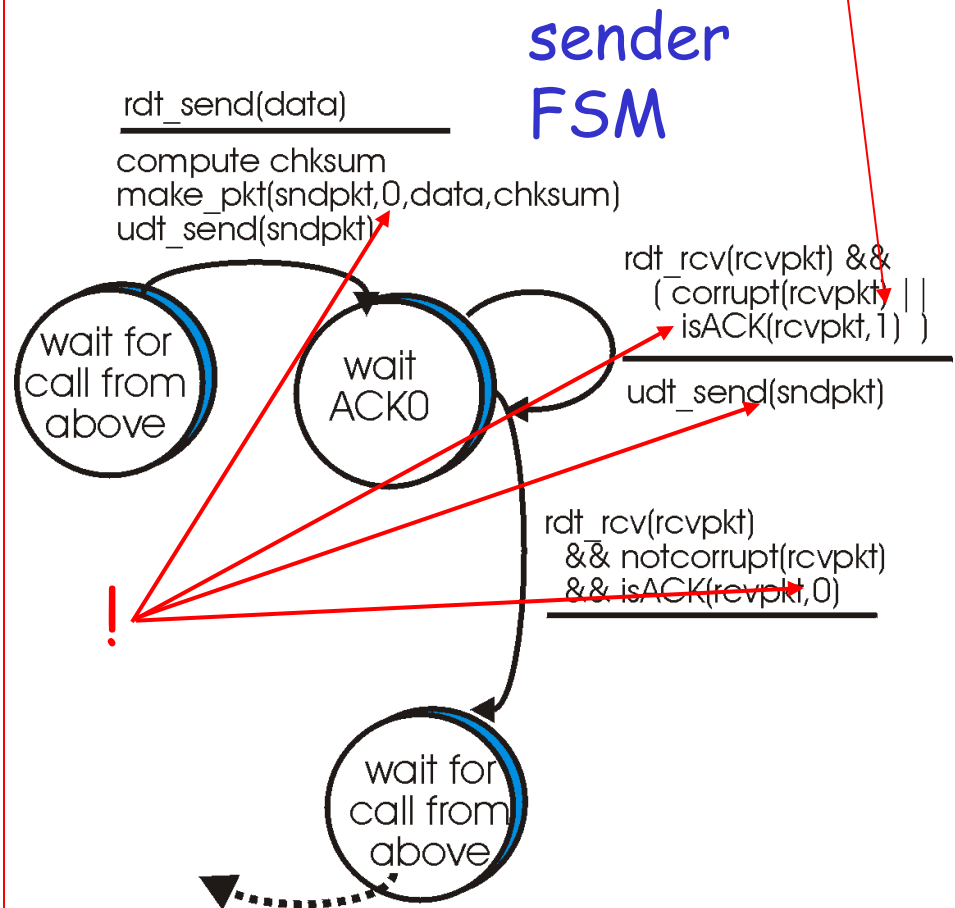 sender
FSM
rdt_send(data)
compute chksum
make_pkt(sndpkt,0,data,chksum)
udt_send(sndpkt)
rdt_rcv(rcvpkt) &&
( corrupt(rcvpkt) ||
isACK(rcvpkt,1) )
udt_send(sndpkt)
wait for
call from
above
wait
ACK0
rdt_rcv(rcvpkt)
&& notcorrupt(rcvpkt)
&& isACK(rcvpkt,0)
!
wait for
call from
above